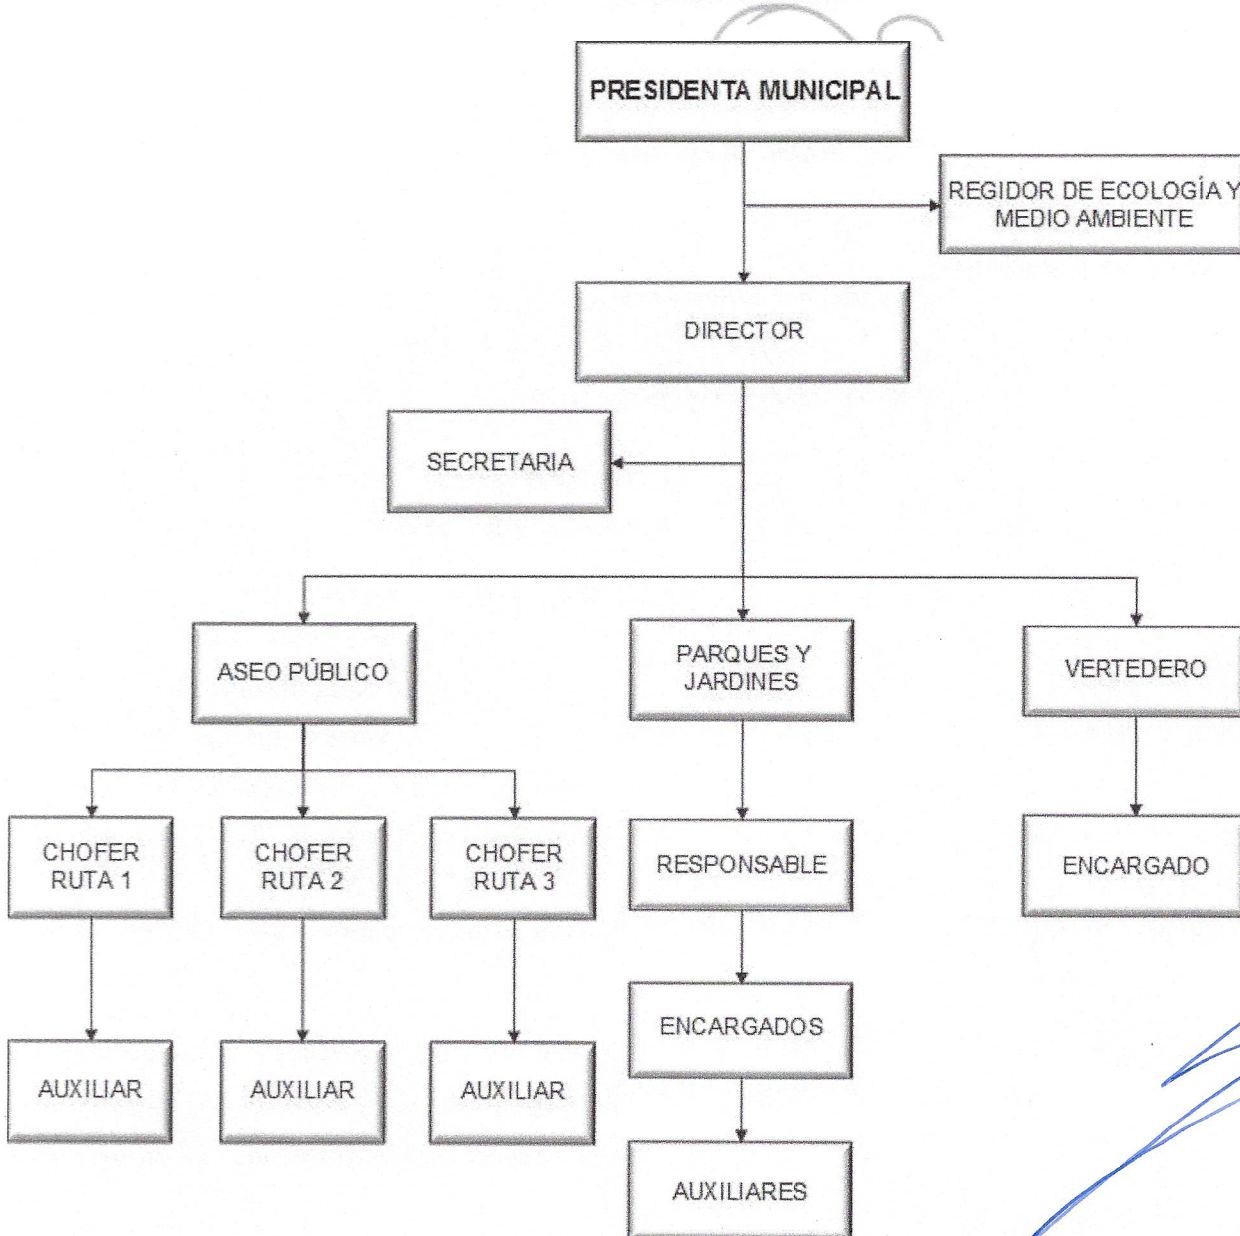 PRESIDENTA MUNICIPAL
REGIDOR DE ECOLOGÍA Y
MEDIO AMBIENTE
DIRECTOR
SECRETARIA
ASEO PÚBLICO
PARQUES Y
JARDINES
VERTEDERO
CHOFER
RUTA 1
CHOFER
RUTA 2
CHOFER
RUTA 3
RESPONSABLE
ENCARGADO
ENCARGADOS
AUXILIAR
AUXILIAR
AUXILIAR
AUXILIARES